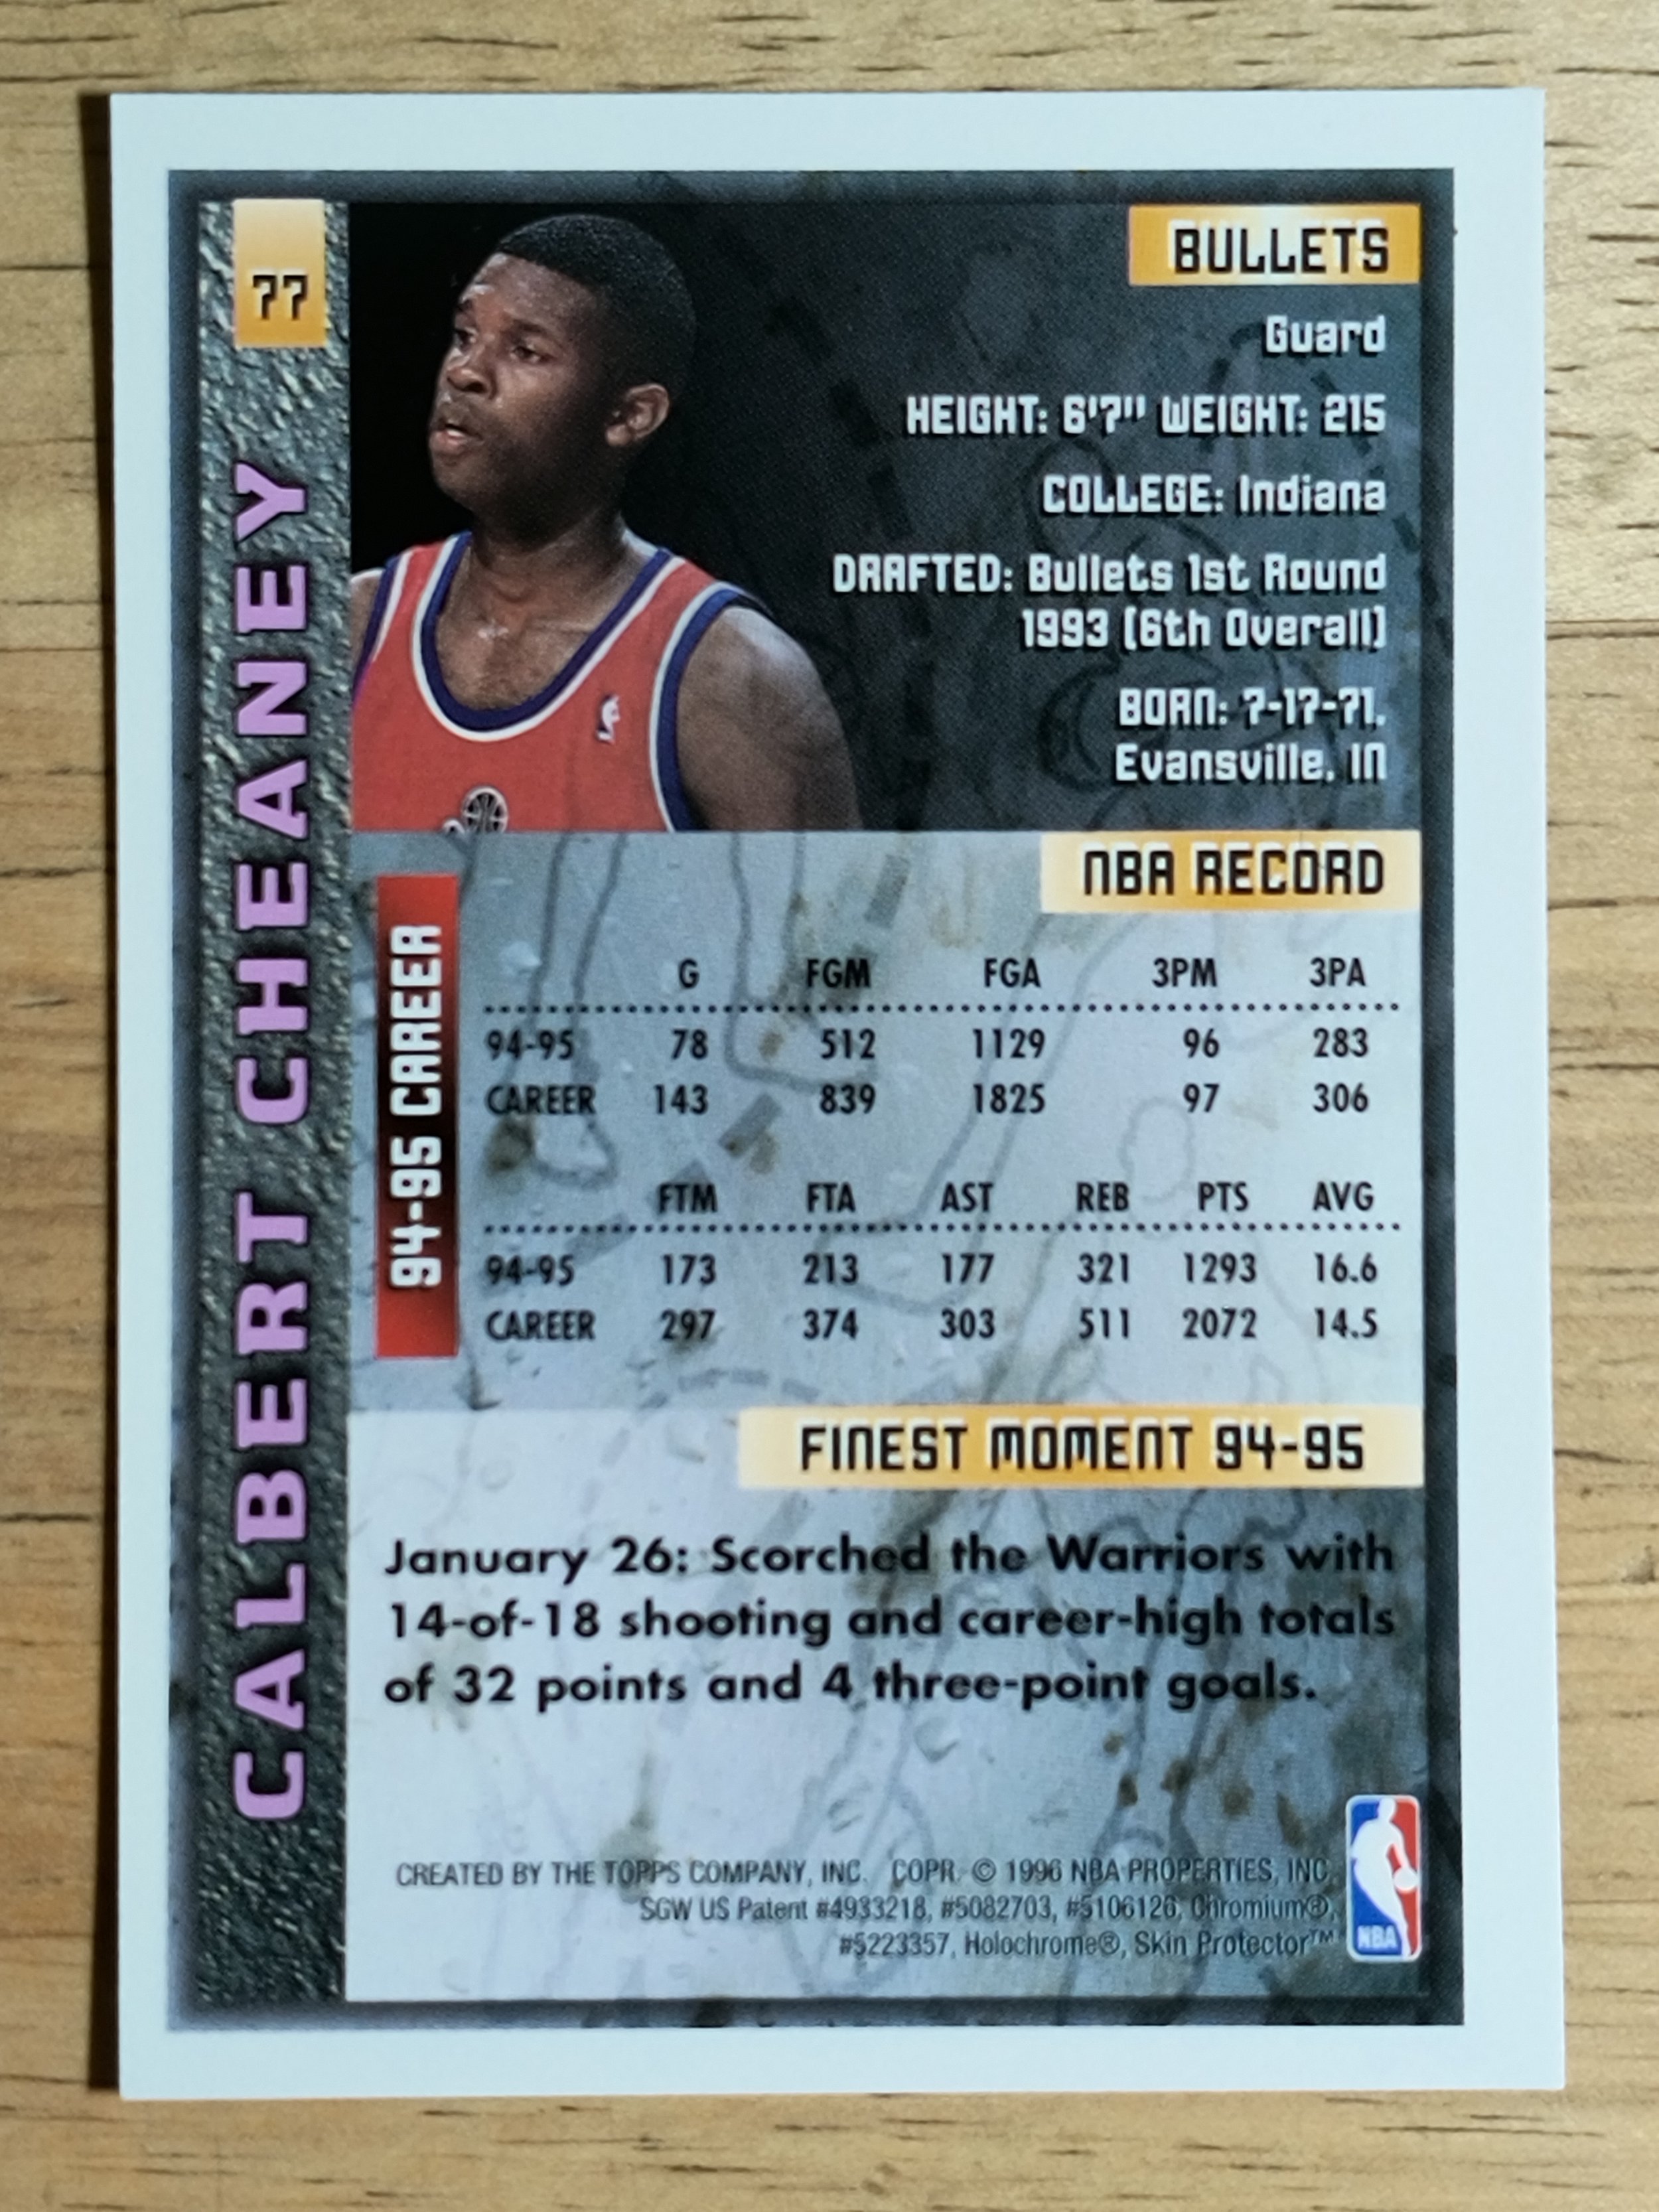 77
CALBERT CHEANEY
BULLETS
Guard
HEIGHT: 6'7" WEIGHT: 215
COLLEGE: Indiana
DRAFTED: Bullets 1st Round
1993 (6th Overall)
BORN: 7-17-71,
Evansville, IN
NBA RECORD
94-95 CAREER
G FGM FGA 3PM 3PA
94-95 78 512 1129 96 283
CAREER 143 839 1825 97 306
FTM FTA AST REB PTS AVG
94-95 173 213 177 321 1293 16.6
CAREER 297 374 303 511 2072 14.5
FINEST MOMENT 94-95
January 26: Scorched the Warriors with
14-of-18 shooting and career-high totals
of 32 points and 4 three-point goals.
CREATED BY THE TOPPS COMPANY, INC. COPR. © 1996 NBA PROPERTIES, INC.
SGW US Patent #4933218, #5082703, #5106126, Chromium®,
#5223357, Holochrome®, Skin Protector™
NBA